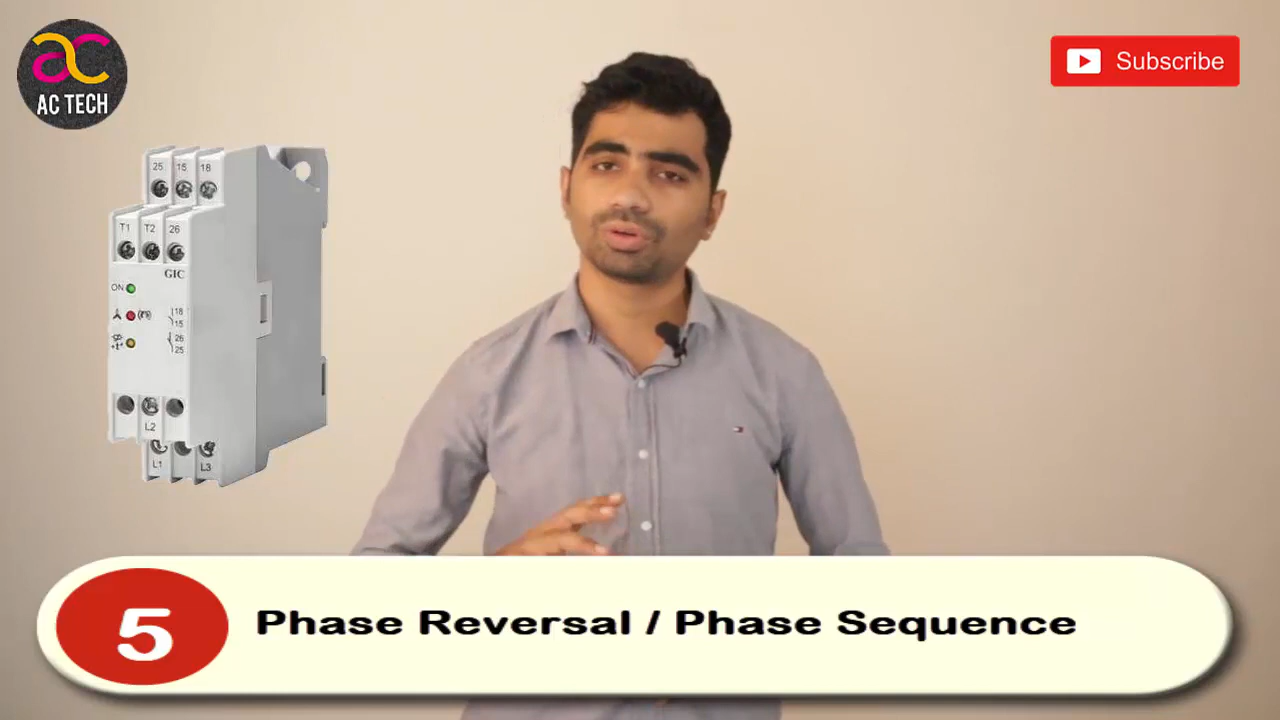 ac
AC TECH
Subscribe
25 15 18
T1 T2 26
GIC
ON
18
15
26
25
L2
L1 L3
5 Phase Reversal / Phase Sequence